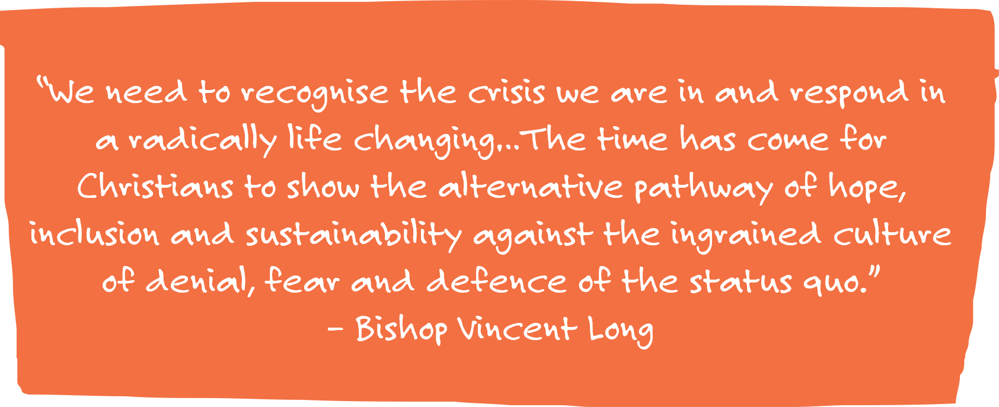 “We need to recognise the crisis we are in and respond in
a radically life changing,...The time has come for
Christians to show the alternative pathway of hope,
inclusion and sustainability against the ingrained culture
of denial, fear and defence of the status quo.”
– Bishop Vincent Long